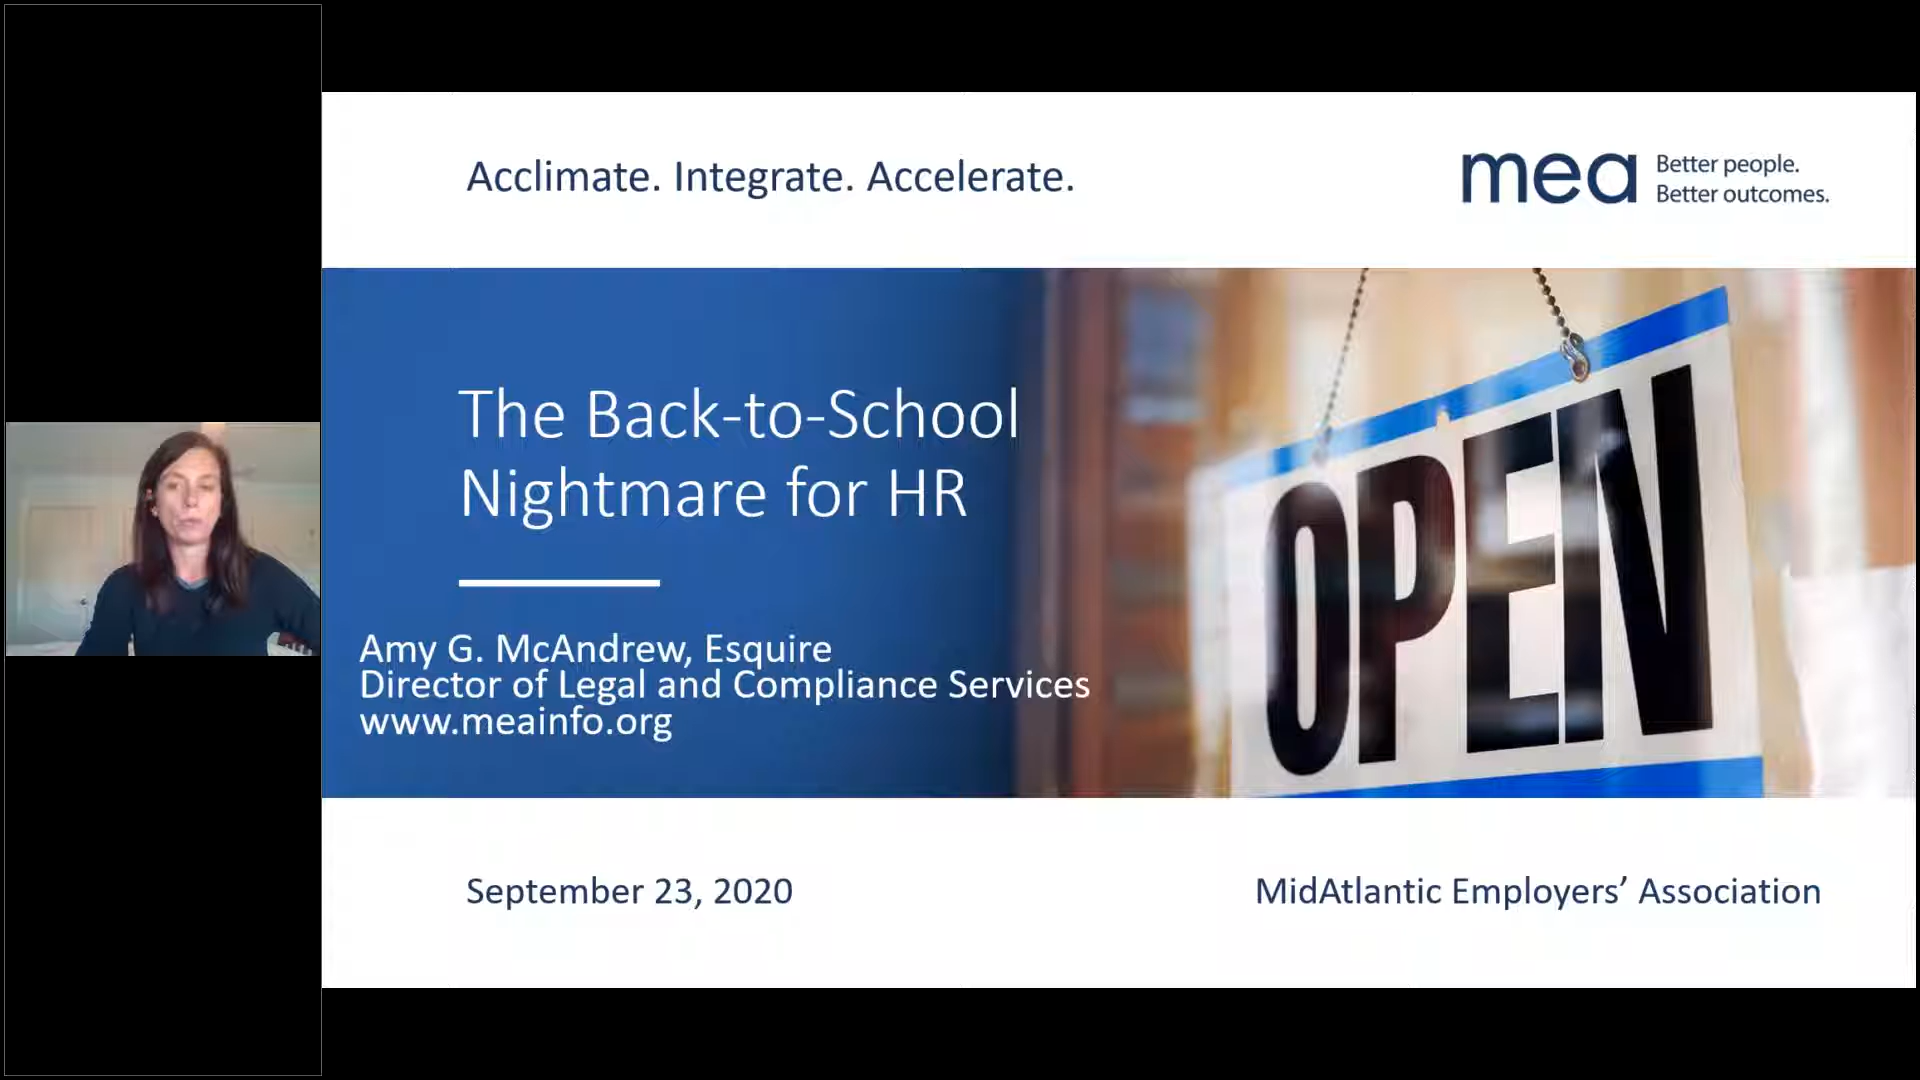 Acclimate. Integrate. Accelerate.
mea
Better people.
Better outcomes.
The Back-to-School
Nightmare for HR
Amy G. McAndrew, Esquire
Director of Legal and Compliance Services
www.meainfo.org
OPEN
September 23, 2020
MidAtlantic Employers’ Association